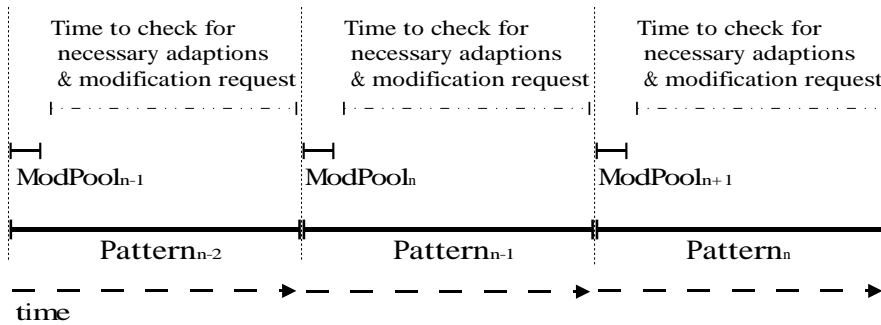 Time to check for
necessary adaptions
& modification request
Time to check for
necessary adaptions
& modification request
Time to check for
necessary adaptions
& modification request
ModPooln-1
ModPooln
ModPooln+1
Patternn-2
Patternn-1
Patternn
time